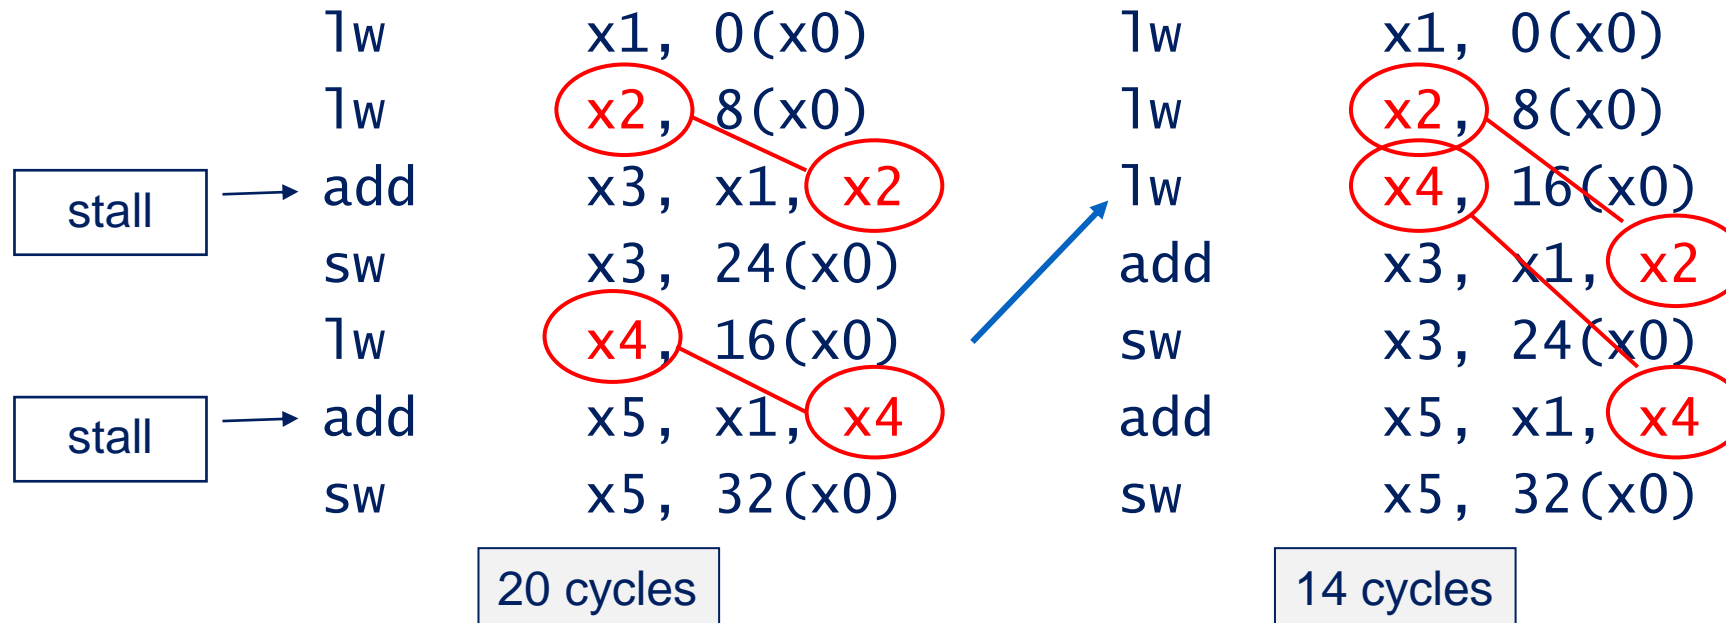 lw x1, 0(x0)
lw x2, 8(x0)
stall add x3, x1, x2
sw x3, 24(x0)
lw x4, 16(x0)
stall add x5, x1, x4
sw x5, 32(x0)
20 cycles
lw x1, 0(x0)
lw x2, 8(x0)
lw x4, 16(x0)
add x3, x1, x2
sw x3, 24(x0)
add x5, x1, x4
sw x5, 32(x0)
14 cycles